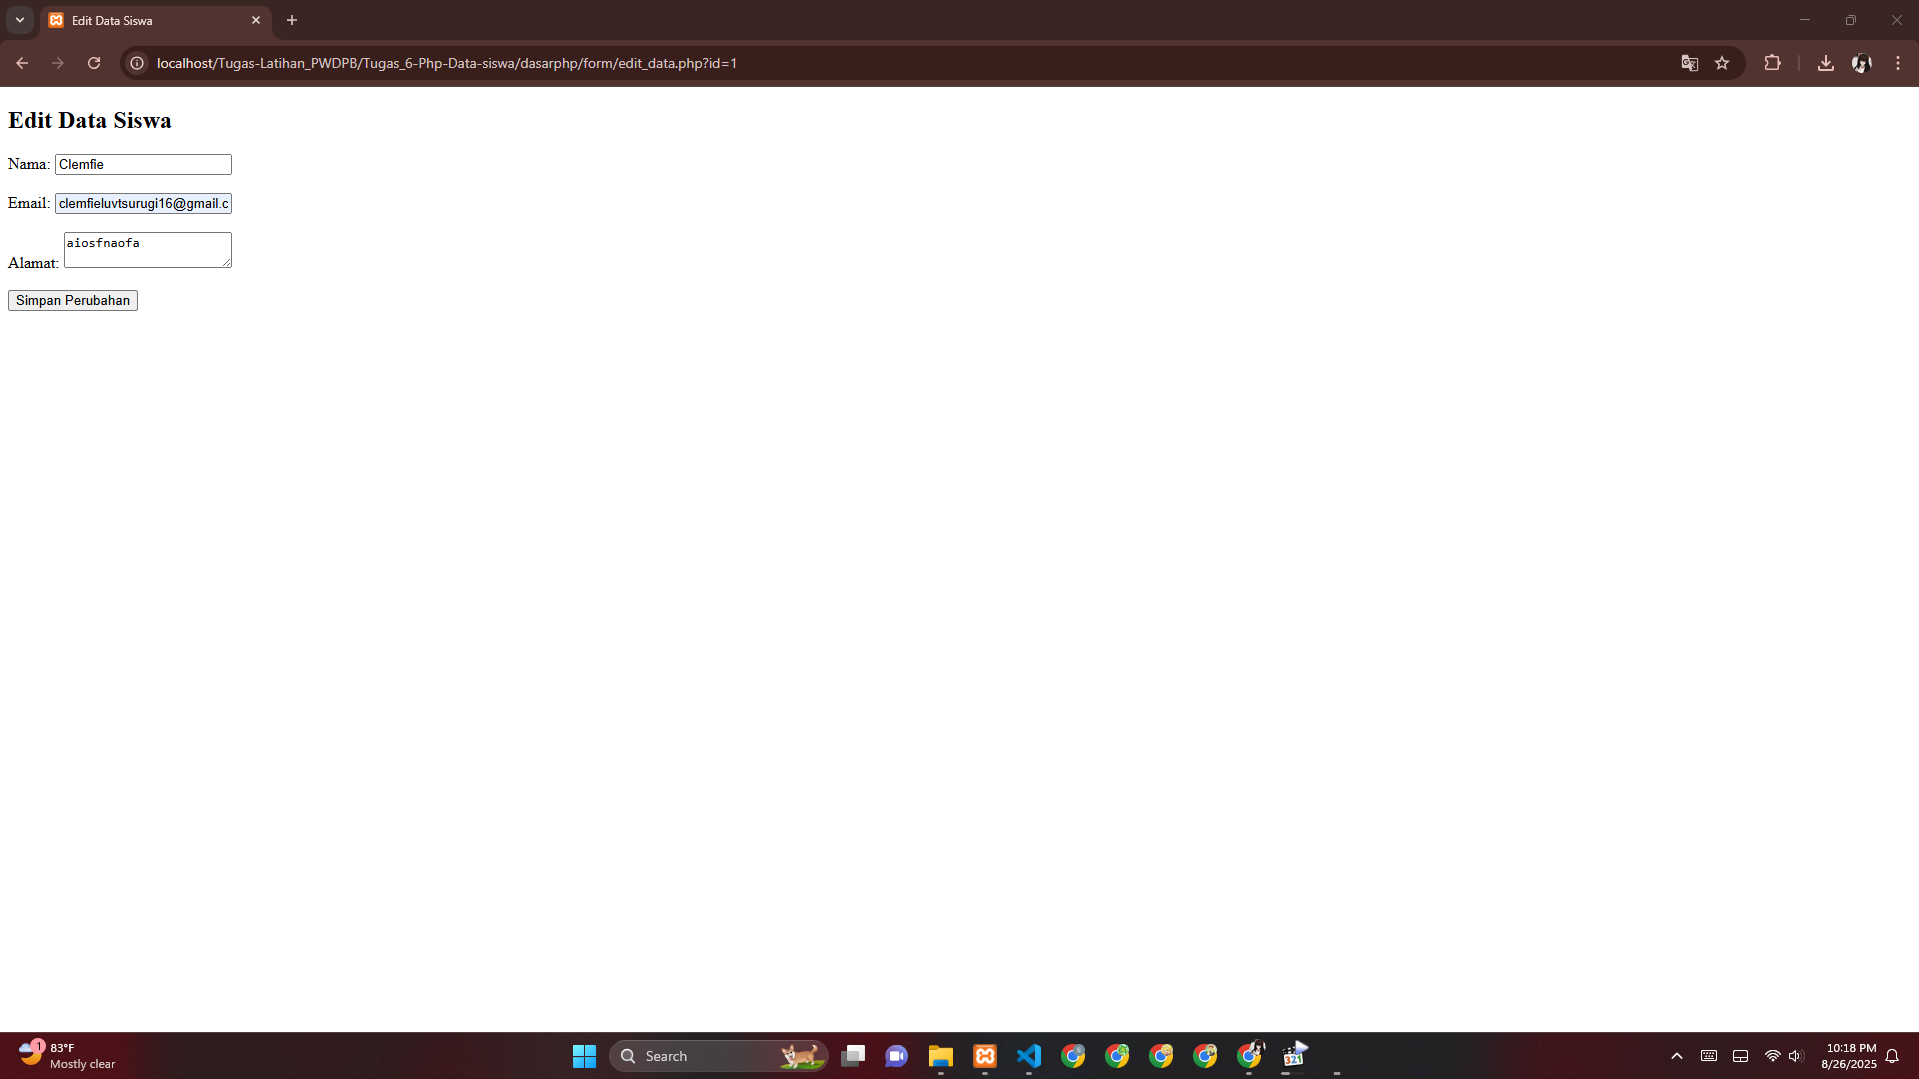 Edit Data Siswa
localhost/Tugas-Latihan_PWDPB/Tugas_6-Php-Data-siswa/dasarphp/form/edit_data.php?id=1
Edit Data Siswa
Nama: Clemfie
Email: clemfieluvtsurugi16@gmail.c
Alamat: aiosfnaofa
Simpan Perubahan
1
83°F
Mostly clear
Search
321
10:18 PM
8/26/2025